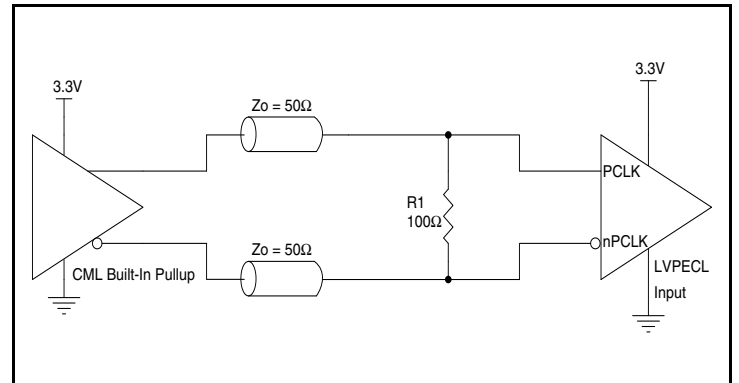 3.3V
3.3V
Zo = 50Ω
PCLK
R1
100Ω
Zo = 50Ω
nPCLK
CML Built-In Pullup
LVPECL
Input